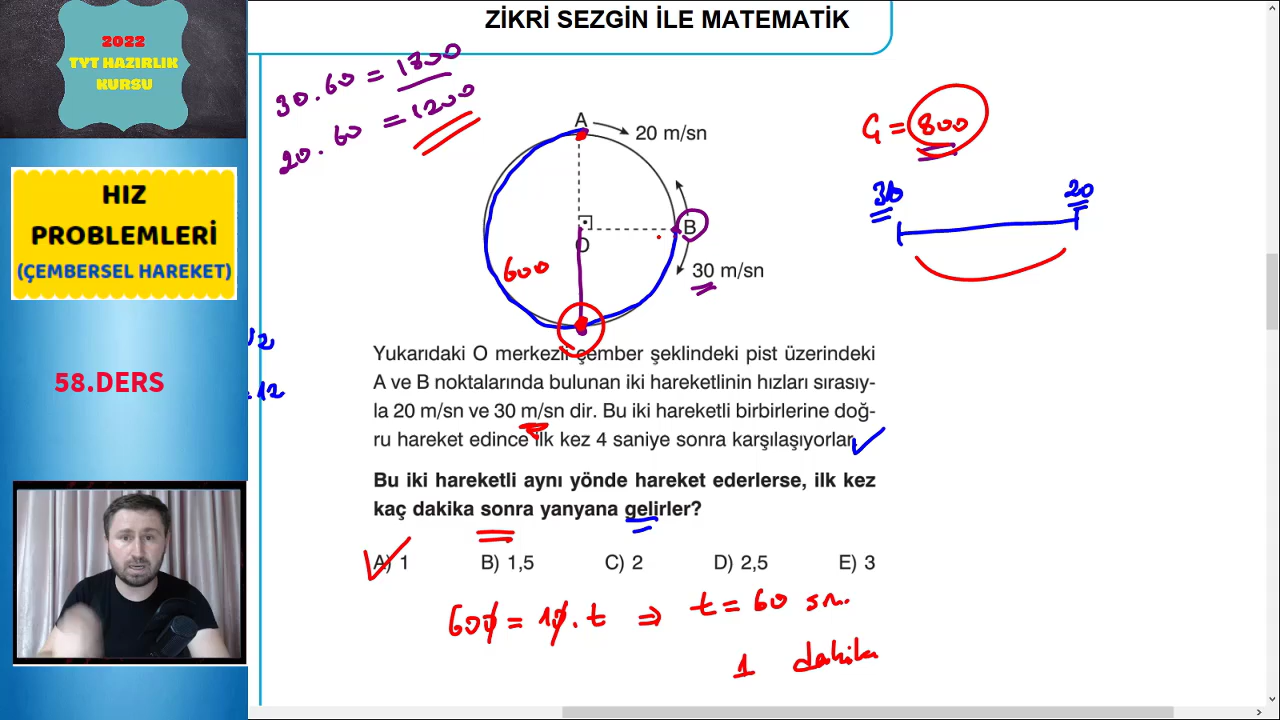 ZİKRİ SEZGİN İLE MATEMATİK
2022
TYT HAZIRLIK
KURSU
HIZ
PROBLEMLERİ
(ÇEMBERSEL HAREKET)
58.DERS
30.60 = 1800
20.60 = 1200
A
20 m/sn
B
O
30 m/sn
600
Ç = 800
30
20
12
.12
Yukarıdaki O merkezli çember şeklindeki pist üzerindeki
A ve B noktalarında bulunan iki hareketlinin hızları sırasıy-
la 20 m/sn ve 30 m/sn dir. Bu iki hareketli birbirlerine doğ-
ru hareket edince ilk kez 4 saniye sonra karşılaşıyorlar.
Bu iki hareketli aynı yönde hareket ederlerse, ilk kez
kaç dakika sonra yanyana gelirler?
A) 1 B) 1,5 C) 2 D) 2,5 E) 3
600 = 10.t ⇒ t = 60 sn.
1 dakika